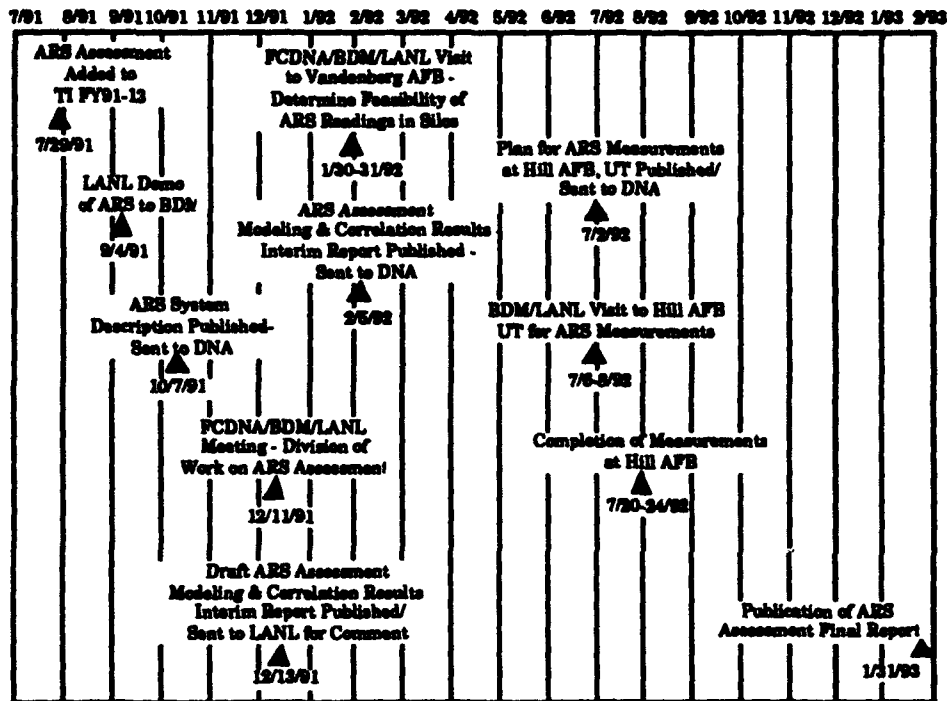 7/91 8/91 9/91 10/91 11/91 12/91 1/92 2/92 3/92 4/92 5/92 6/92 7/92 8/92 9/92 10/92 11/92 12/92 1/93 2/93
ARS Assessment
Added to
TI FY91-13
7/29/91
LANL Demo
of ARS to BDM
9/4/91
ARS System
Description Published-
Sent to DNA
10/7/91
FCDNA/BDM/LANL
Meeting - Division of
Work on ARS Assessment
12/11/91
Draft ARS Assessment
Modeling & Correlation Results
Interim Report Published/
Sent to LANL for Comment
12/13/91
FCDNA/BDM/LANL Visit
to Vandenberg AFB -
Determine Feasibility of
ARS Readings in Silos
1/30-31/92
ARS Assessment
Modeling & Correlation Results
Interim Report Published -
Sent to DNA
2/5/92
Plan for ARS Measurements
at Hill AFB, UT Published/
Sent to DNA
7/2/92
BDM/LANL Visit to Hill AFB
UT for ARS Measurements
7/6-8/92
Completion of Measurements
at Hill AFB
7/20-24/92
Publication of ARS
Assessment Final Report
1/31/93